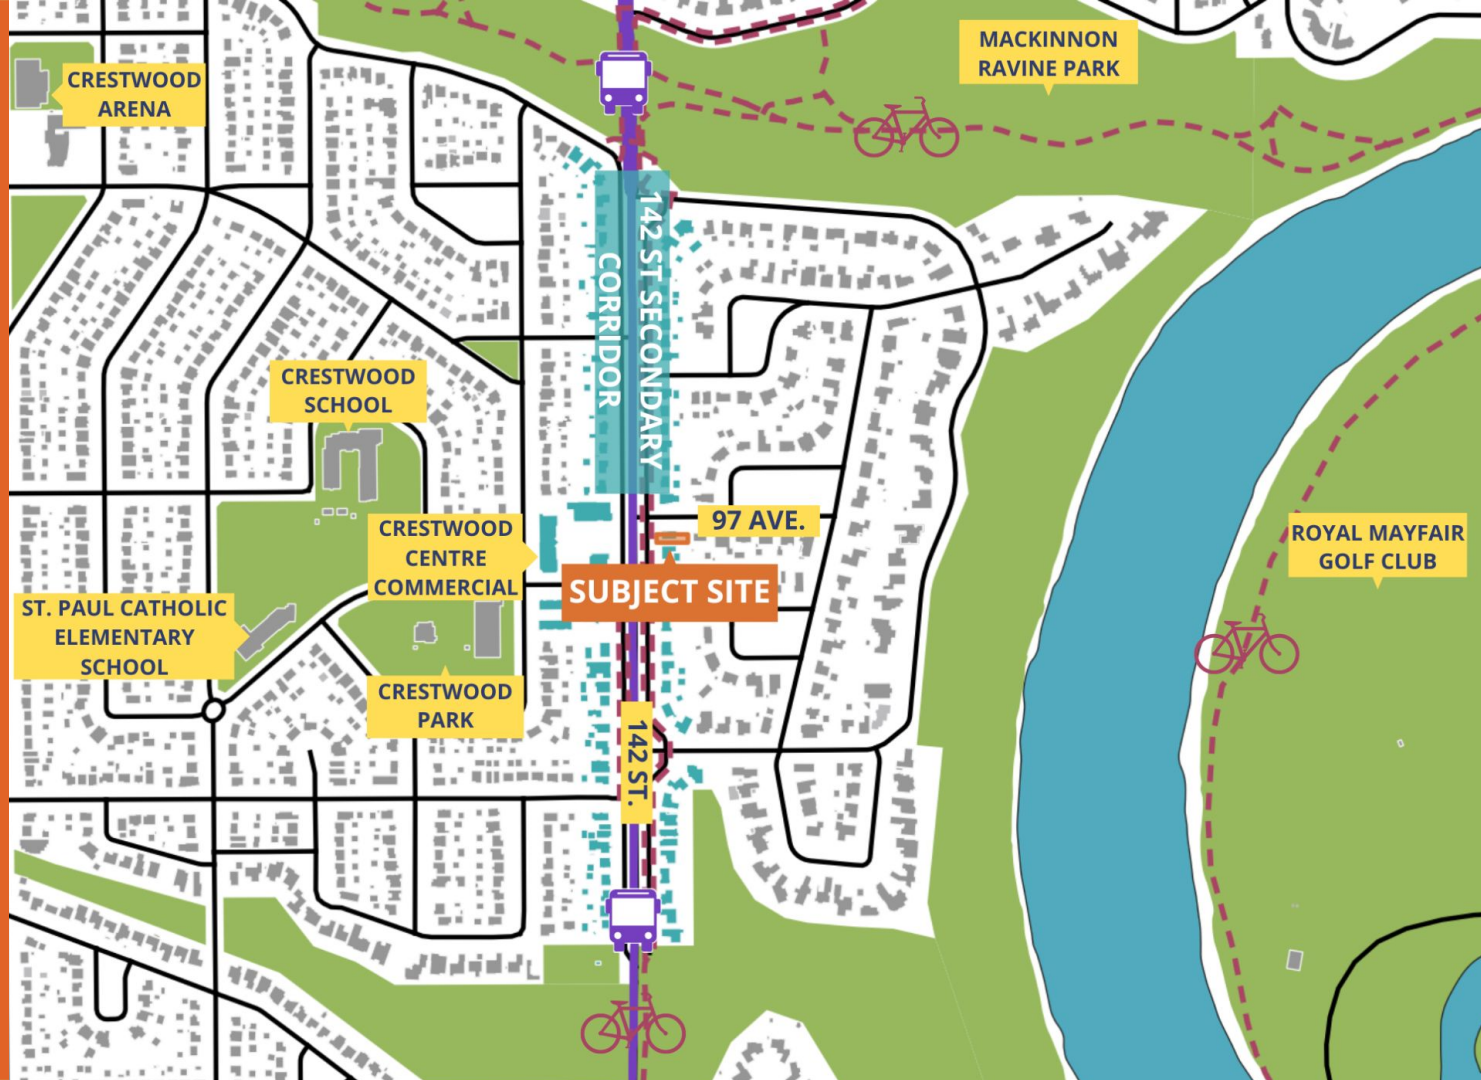 MACKINNON
RAVINE PARK
CRESTWOOD
ARENA
142 ST SECONDARY
CORRIDOR
CRESTWOOD
SCHOOL
97 AVE.
CRESTWOOD
CENTRE
COMMERCIAL
ROYAL MAYFAIR
GOLF CLUB
SUBJECT SITE
ST. PAUL CATHOLIC
ELEMENTARY
SCHOOL
CRESTWOOD
PARK
142 ST.